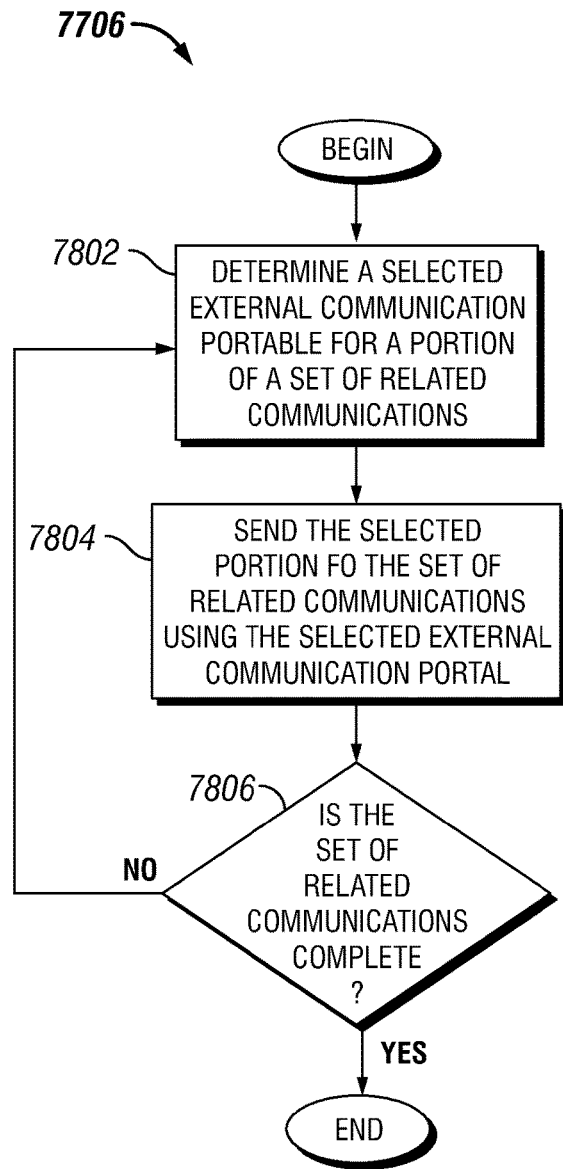 7706
BEGIN
7802
DETERMINE A SELECTED
EXTERNAL COMMUNICATION
PORTABLE FOR A PORTION
OF A SET OF RELATED
COMMUNICATIONS
7804
SEND THE SELECTED
PORTION FO THE SET OF
RELATED COMMUNICATIONS
USING THE SELECTED EXTERNAL
COMMUNICATION PORTAL
7806
IS THE
SET OF
RELATED
COMMUNICATIONS
COMPLETE
?
NO
YES
END